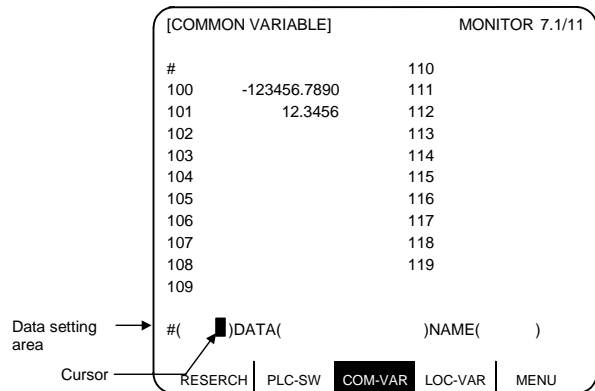 [COMMON VARIABLE] MONITOR 7.1/11
# 110
100 -123456.7890 111
101 12.3456 112
102 113
103 114
104 115
105 116
106 117
107 118
108 119
109
Data setting area
#( )DATA( )NAME( )
Cursor
RESERCH PLC-SW COM-VAR LOC-VAR MENU